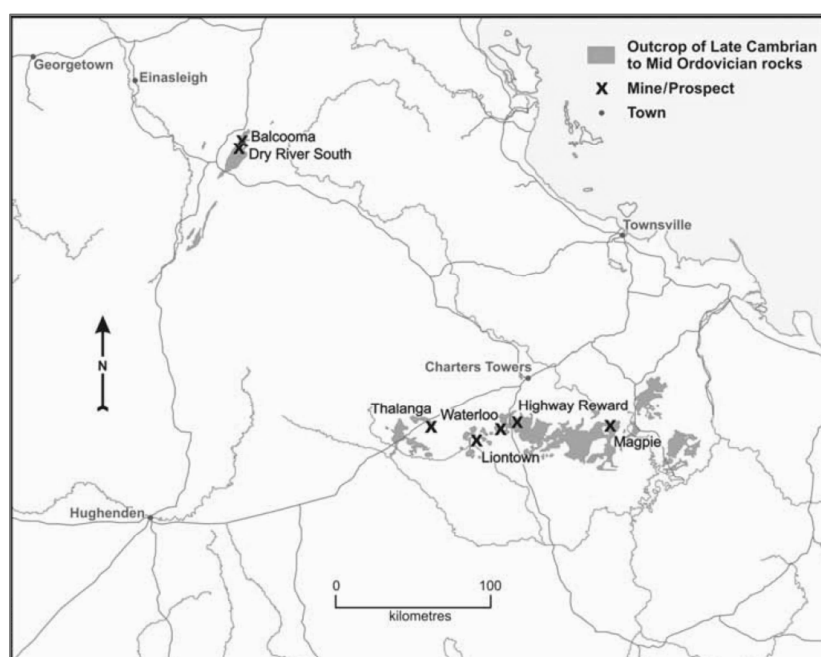 Outcrop of Late Cambrian
to Mid Ordovician rocks
X Mine/Prospect
Town
Georgetown
Einasleigh
Balcooma
Dry River South
Townsville
N
Charters Towers
Thalanga
Waterloo
Highway Reward
Magpie
Liontown
Hughenden
0 100
kilometres